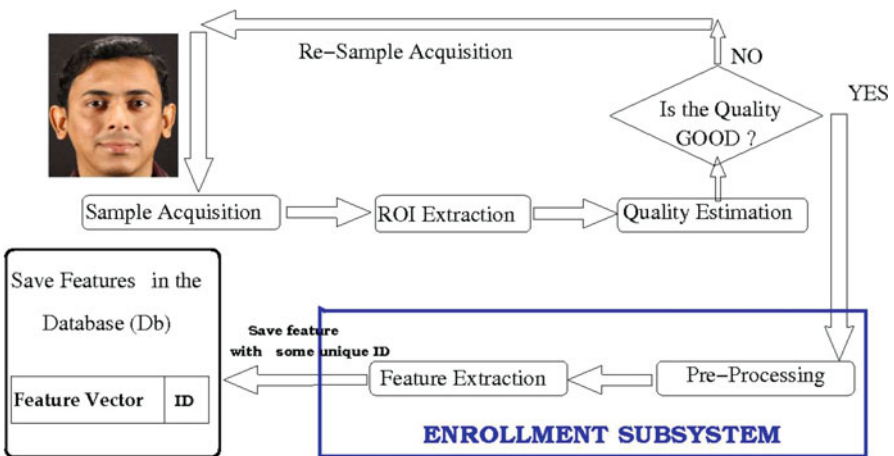 Re-Sample Acquisition
NO
YES
Is the Quality
GOOD ?
Sample Acquisition
ROI Extraction
Quality Estimation
Save Features in the
Database (Db)
Feature Vector
ID
Save feature
with some unique ID
Feature Extraction
Pre-Processing
ENROLLMENT SUBSYSTEM